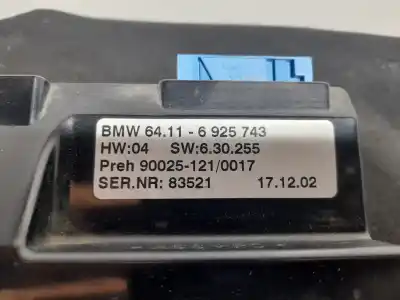 BMW 64.11 - 6 925 743
HW:04 SW:6.30.255
Preh 90025-121/0017
SER.NR: 83521 17.12.02